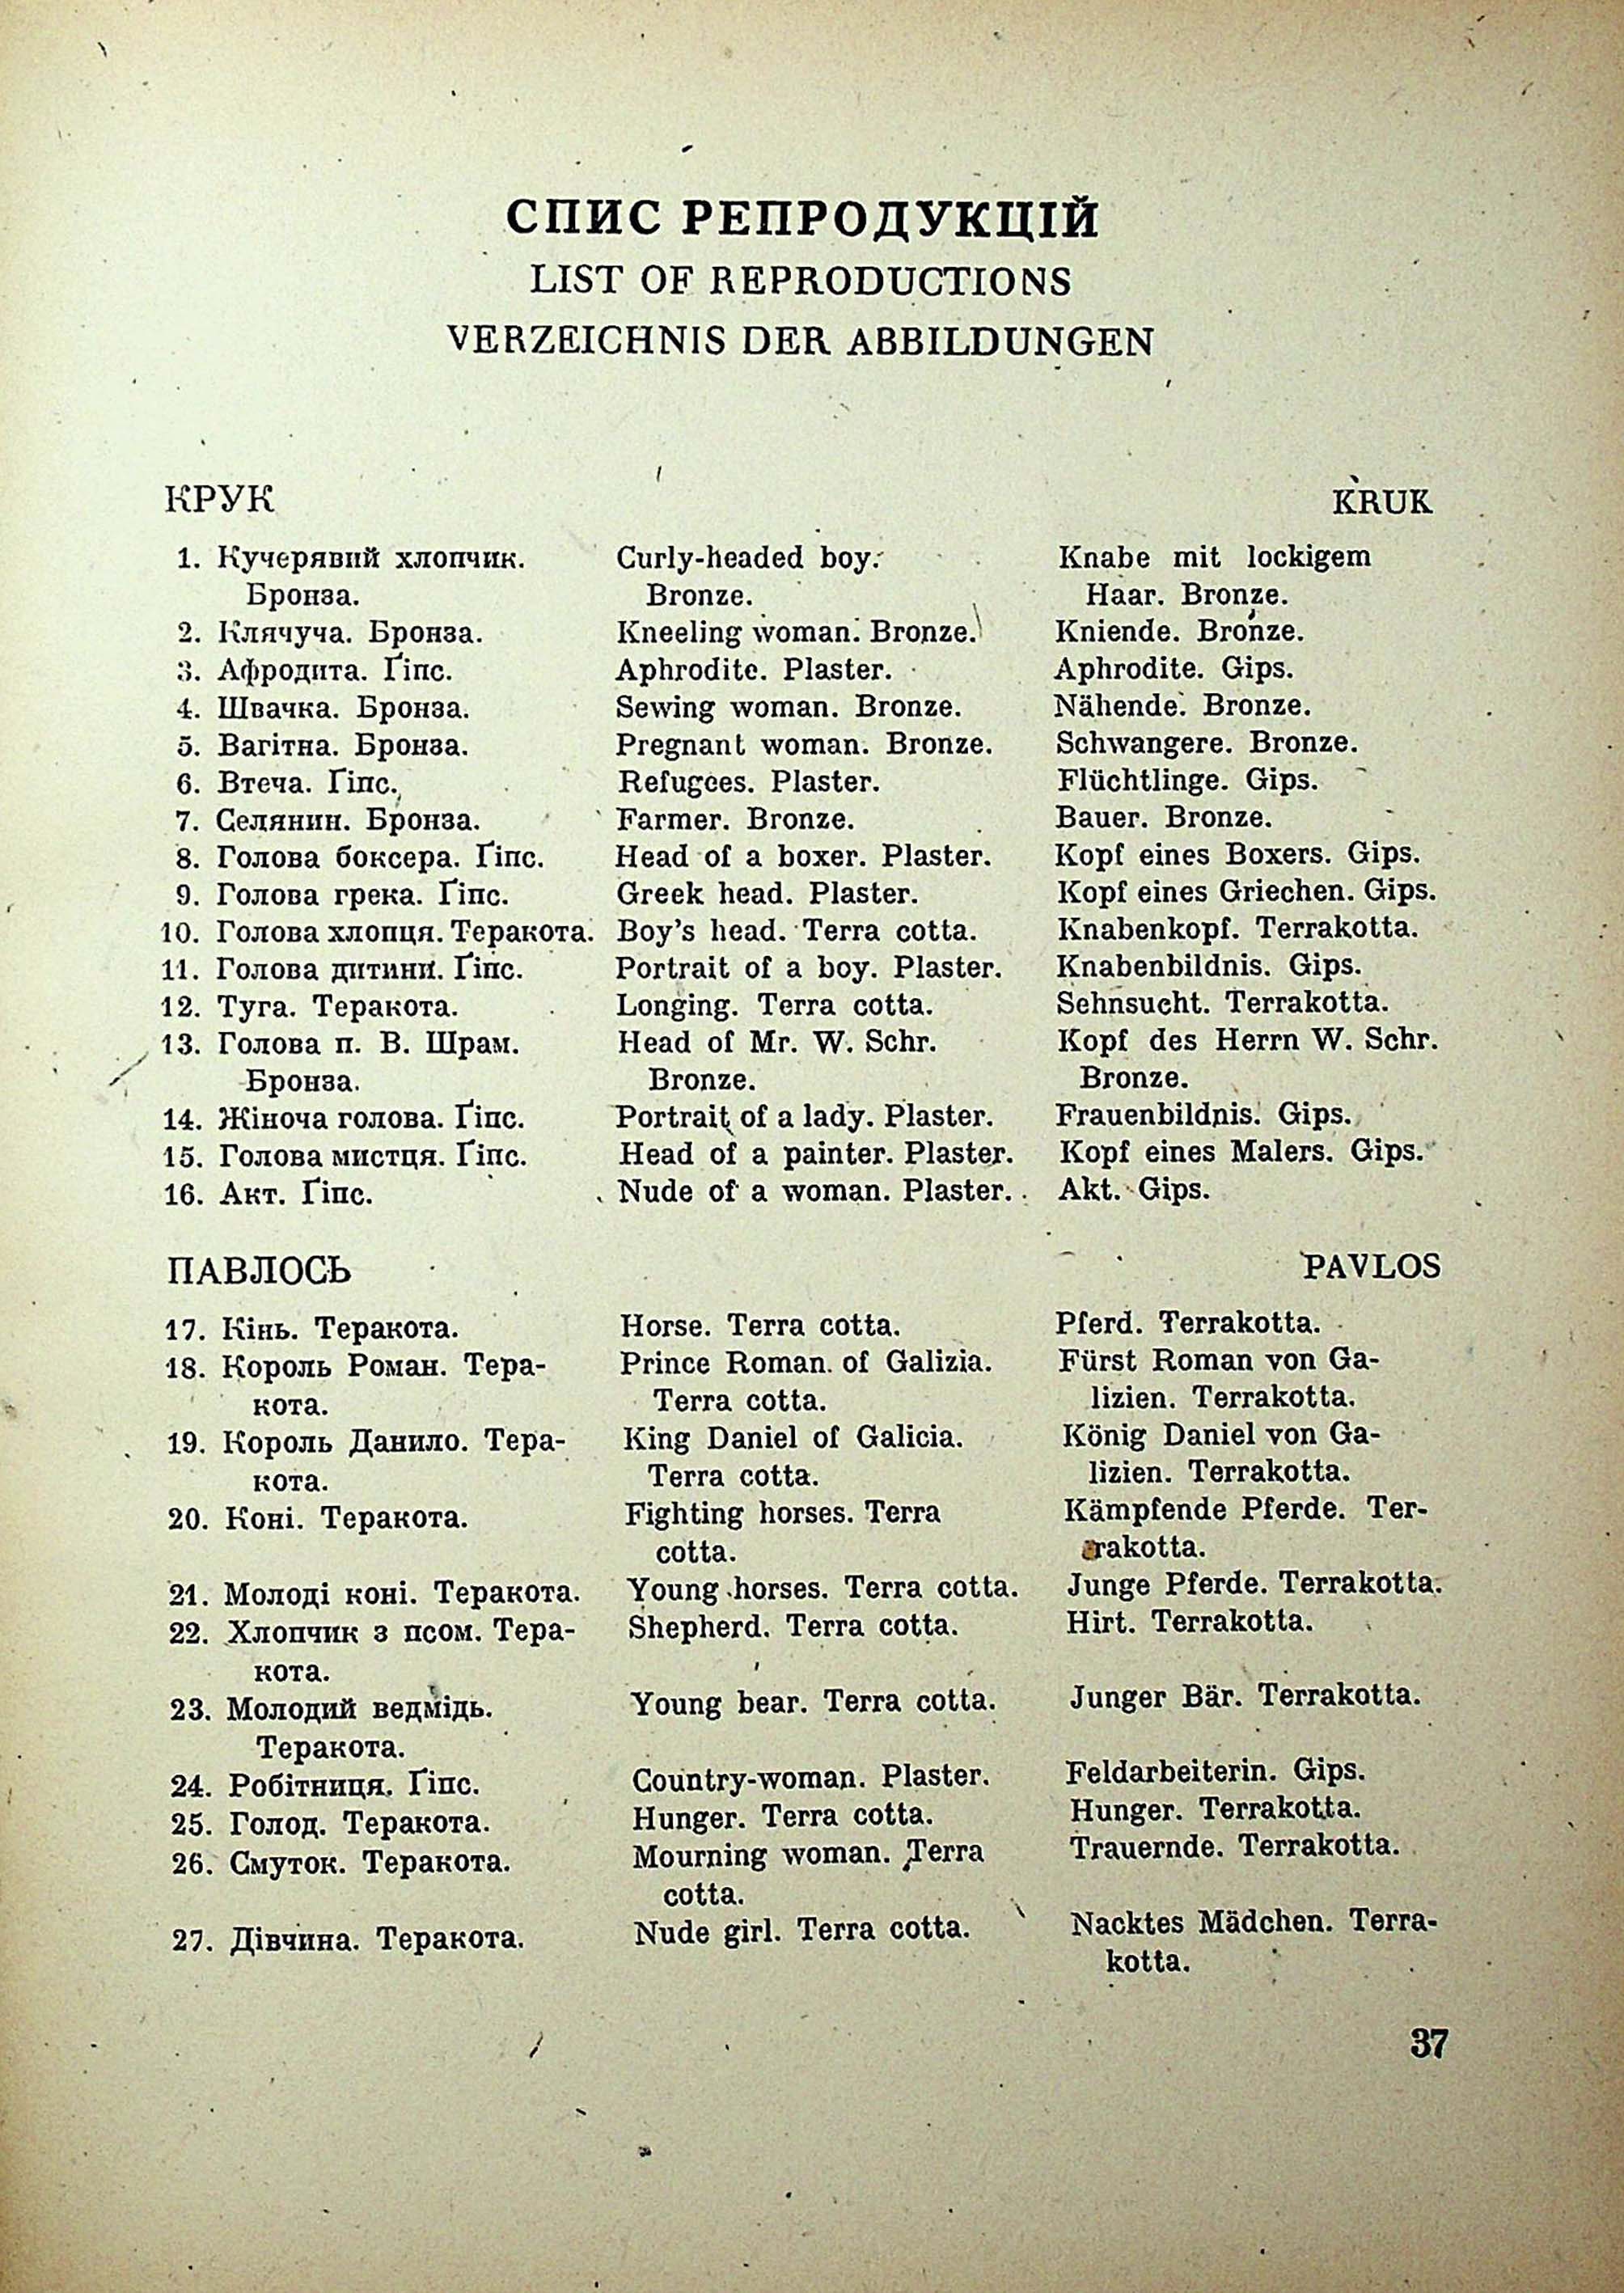 СПИС РЕПРОДУКЦІЙ
LIST OF REPRODUCTIONS
VERZEICHNIS DER ABBILDUNGEN
КРУК KRUK
1. Кучерявий хлопчик. Curly-headed boy. Knabe mit lockigem
Бронза. Bronze. Haar. Bronze.
2. Клячуча. Бронза. Kneeling woman. Bronze. Kniende. Bronze.
3. Афродита. Ґіпс. Aphrodite. Plaster. Aphrodite. Gips.
4. Швачка. Бронза. Sewing woman. Bronze. Nähende. Bronze.
5. Вагітна. Бронза. Pregnant woman. Bronze. Schwangere. Bronze.
6. Втеча. Ґіпс. Refugees. Plaster. Flüchtlinge. Gips.
7. Селянин. Бронза. Farmer. Bronze. Bauer. Bronze.
8. Голова боксера. Ґіпс. Head of a boxer. Plaster. Kopf eines Boxers. Gips.
9. Голова грека. Ґіпс. Greek head. Plaster. Kopf eines Griechen. Gips.
10. Голова хлопця. Теракота. Boy's head. Terra cotta. Knabenkopf. Terrakotta.
11. Голова дитини. Ґіпс. Portrait of a boy. Plaster. Knabenbildnis. Gips.
12. Туга. Теракота. Longing. Terra cotta. Sehnsucht. Terrakotta.
13. Голова п. В. Шрам. Head of Mr. W. Schr. Kopf des Herrn W. Schr.
Бронза. Bronze. Bronze.
14. Жіноча голова. Ґіпс. Portrait of a lady. Plaster. Frauenbildnis. Gips.
15. Голова мистця. Ґіпс. Head of a painter. Plaster. Kopf eines Malers. Gips.
16. Акт. Ґіпс. Nude of a woman. Plaster. Akt. Gips.
ПАВЛОСЬ PAVLOS
17. Кінь. Теракота. Horse. Terra cotta. Pferd. Terrakotta.
18. Король Роман. Тера- Prince Roman of Galizia. Fürst Roman von Ga-
кота. Terra cotta. lizien. Terrakotta.
19. Король Данило. Тера- King Daniel of Galicia. König Daniel von Ga-
кота. Terra cotta. lizien. Terrakotta.
20. Коні. Теракота. Fighting horses. Terra Kämpfende Pferde. Ter-
cotta. rakotta.
21. Молоді коні. Теракота. Young horses. Terra cotta. Junge Pferde. Terrakotta.
22. Хлопчик з псом. Тера- Shepherd. Terra cotta. Hirt. Terrakotta.
кота.
23. Молодий ведмідь. Young bear. Terra cotta. Junger Bär. Terrakotta.
Теракота.
24. Робітниця. Ґіпс. Country-woman. Plaster. Feldarbeiterin. Gips.
25. Голод. Теракота. Hunger. Terra cotta. Hunger. Terrakotta.
26. Смуток. Теракота. Mourning woman. Terra Trauernde. Terrakotta.
cotta.
27. Дівчина. Теракота. Nude girl. Terra cotta. Nacktes Mädchen. Terra-
kotta.
37